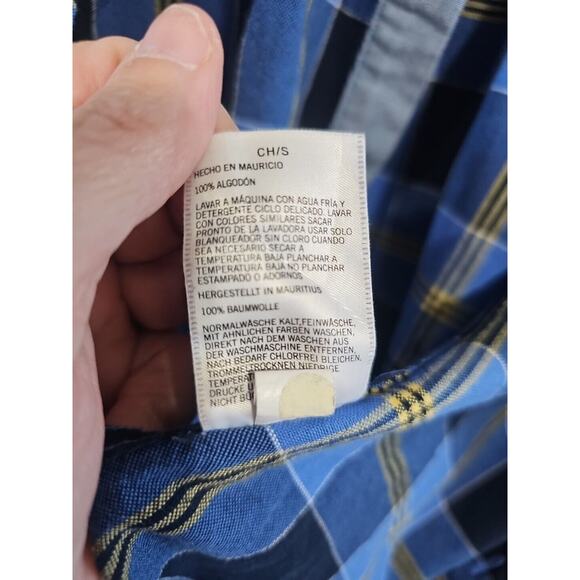 CH/S
HECHO EN MAURICIO
100% ALGODÓN
LAVAR A MÁQUINA CON AGUA FRÍA Y
DETERGENTE CICLO DELICADO. LAVAR
CON COLORES SIMILARES SACAR
PRONTO DE LA LAVADORA USAR SOLO
BLANQUEADOR SIN CLORO CUANDO
SEA NECESARIO SECAR A
TEMPERATURA BAJA PLANCHAR A
TEMPERATURA BAJA NO PLANCHAR
ESTAMPADO O ADORNOS
HERGESTELLT IN MAURITIUS
100% BAUMWOLLE
NORMALWÄSCHE KALT,FEINWÄSCHE,
MIT AHNLICHEN FARBEN WASCHEN,
DIREKT NACH DEM WASCHEN AUS
DER WASCHMASCHINE ENTFERNEN,
NACH BEDARF CHLORFREI BLEICHEN,
TROMMELTROCKNEN NIEDRIGE
DRUCKE
NICHT